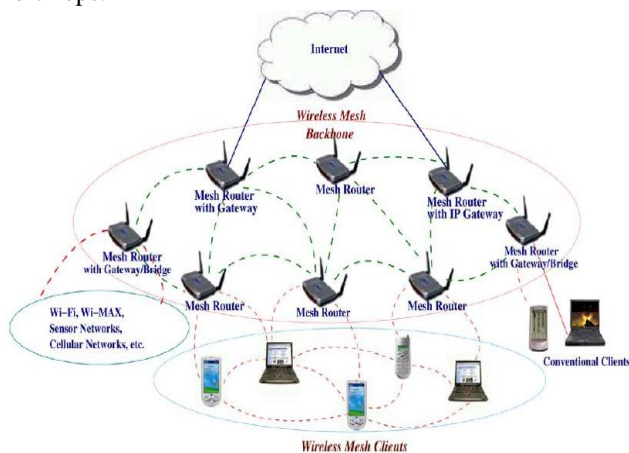 Internet
Wireless Mesh
Backbone
Mesh Router
with Gateway
Mesh Router
Mesh Router
with IP Gateway
Mesh Router
with Gateway/Bridge
Mesh Router
with Gateway/Bridge
Mesh Router
Mesh Router
Mesh Router
Wi-Fi, Wi-MAX,
Sensor Networks,
Cellular Networks, etc.
Conventional Clients
Wireless Mesh Clients